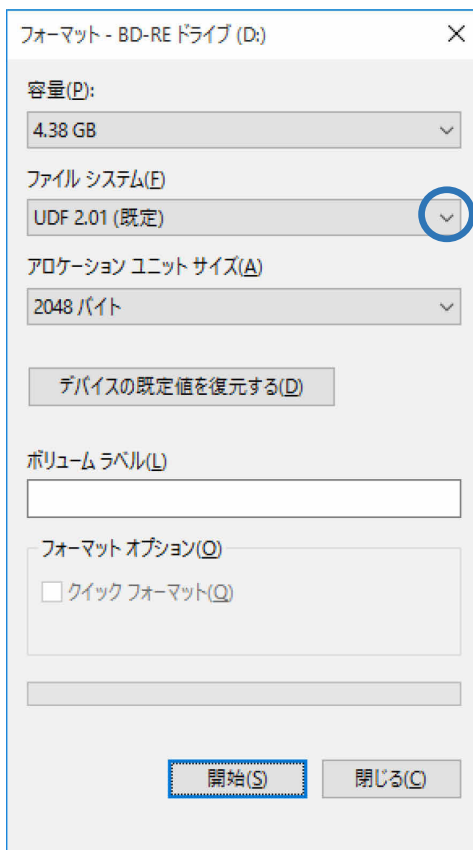 フォーマット - BD-RE ドライブ (D:)
容量(P):
4.38 GB
ファイル システム(F)
UDF 2.01 (既定)
アロケーション ユニット サイズ(A)
2048 バイト
デバイスの既定値を復元する(D)
ボリューム ラベル(L)
フォーマット オプション(O)
クイック フォーマット(Q)
開始(S) 閉じる(C)